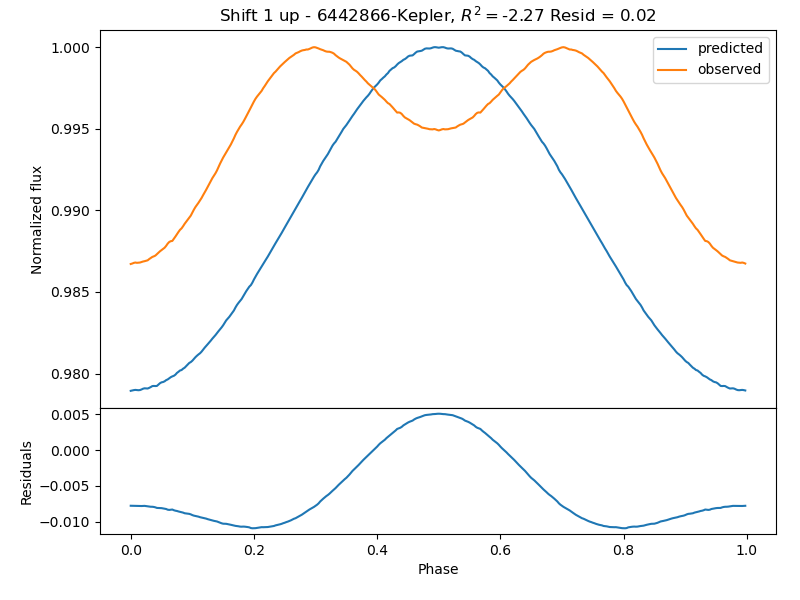 Shift 1 up - 6442866-Kepler, R² = -2.27 Resid = 0.02
predicted
observed
Normalized flux
1.000
0.995
0.990
0.985
0.980
Residuals
0.005
0.000
−0.005
−0.010
0.0 0.2 0.4 0.6 0.8 1.0
Phase